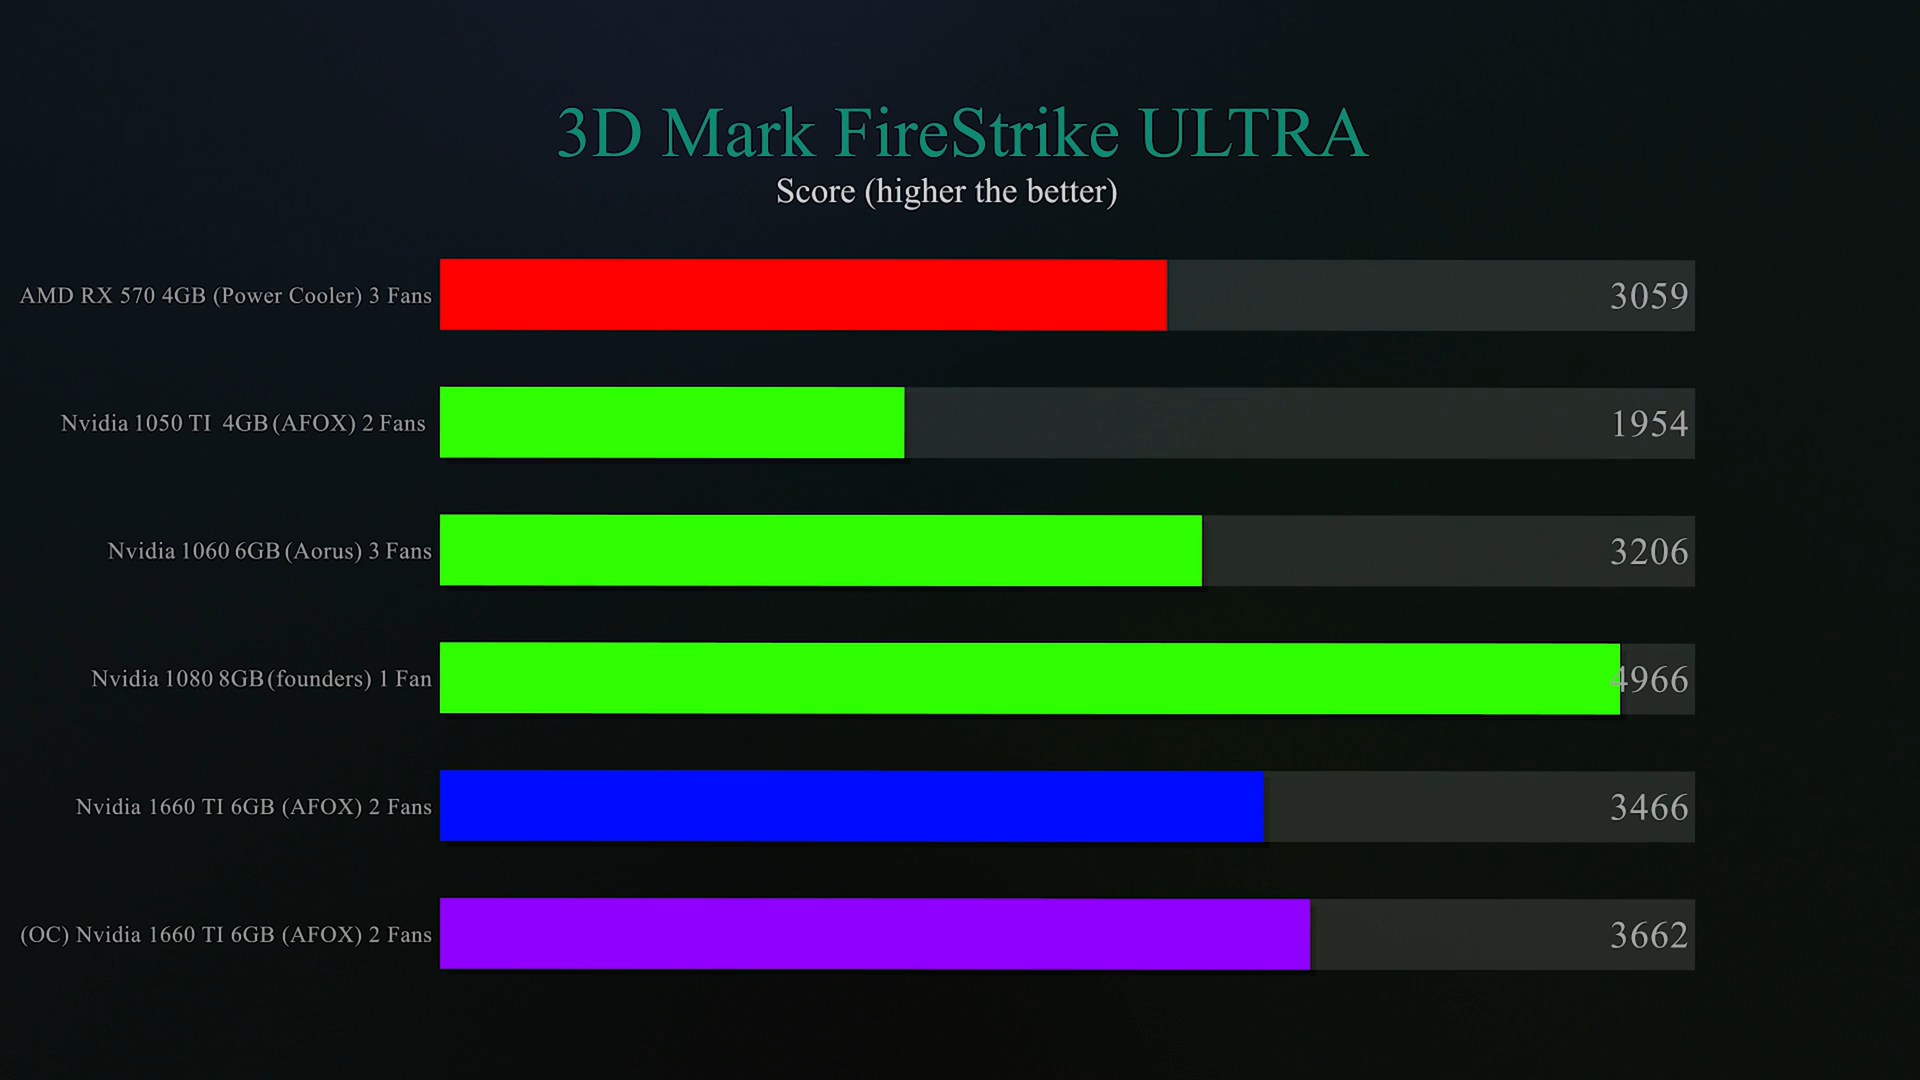 3D Mark FireStrike ULTRA
Score (higher the better)
AMD RX 570 4GB (Power Cooler) 3 Fans 3059
Nvidia 1050 TI 4GB (AFOX) 2 Fans 1954
Nvidia 1060 6GB (Aorus) 3 Fans 3206
Nvidia 1080 8GB (founders) 1 Fan 4966
Nvidia 1660 TI 6GB (AFOX) 2 Fans 3466
(OC) Nvidia 1660 TI 6GB (AFOX) 2 Fans 3662